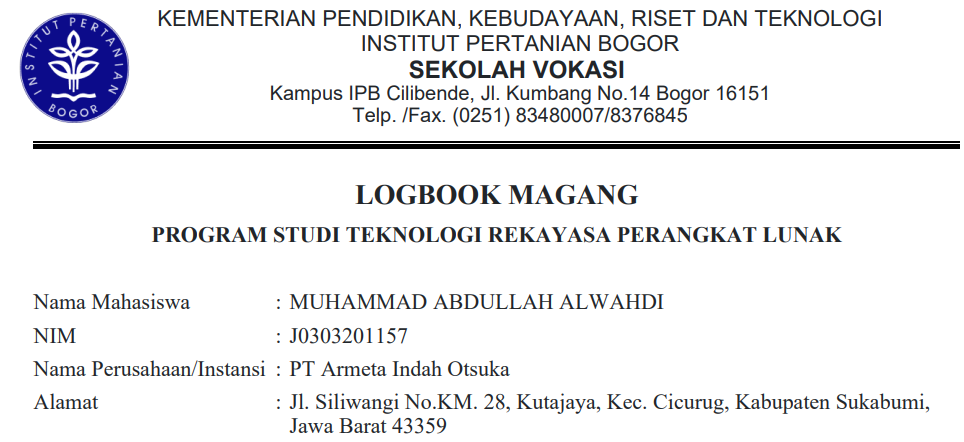 KEMENTERIAN PENDIDIKAN, KEBUDAYAAN, RISET DAN TEKNOLOGI
INSTITUT PERTANIAN BOGOR
SEKOLAH VOKASI
Kampus IPB Cilibende, Jl. Kumbang No.14 Bogor 16151
Telp. /Fax. (0251) 83480007/8376845
INSTITUT PERTANIAN
BOGOR
LOGBOOK MAGANG
PROGRAM STUDI TEKNOLOGI REKAYASA PERANGKAT LUNAK
Nama Mahasiswa : MUHAMMAD ABDULLAH ALWAHDI
NIM : J0303201157
Nama Perusahaan/Instansi : PT Armeta Indah Otsuka
Alamat : Jl. Siliwangi No.KM. 28, Kutajaya, Kec. Cicurug, Kabupaten Sukabumi,
Jawa Barat 43359